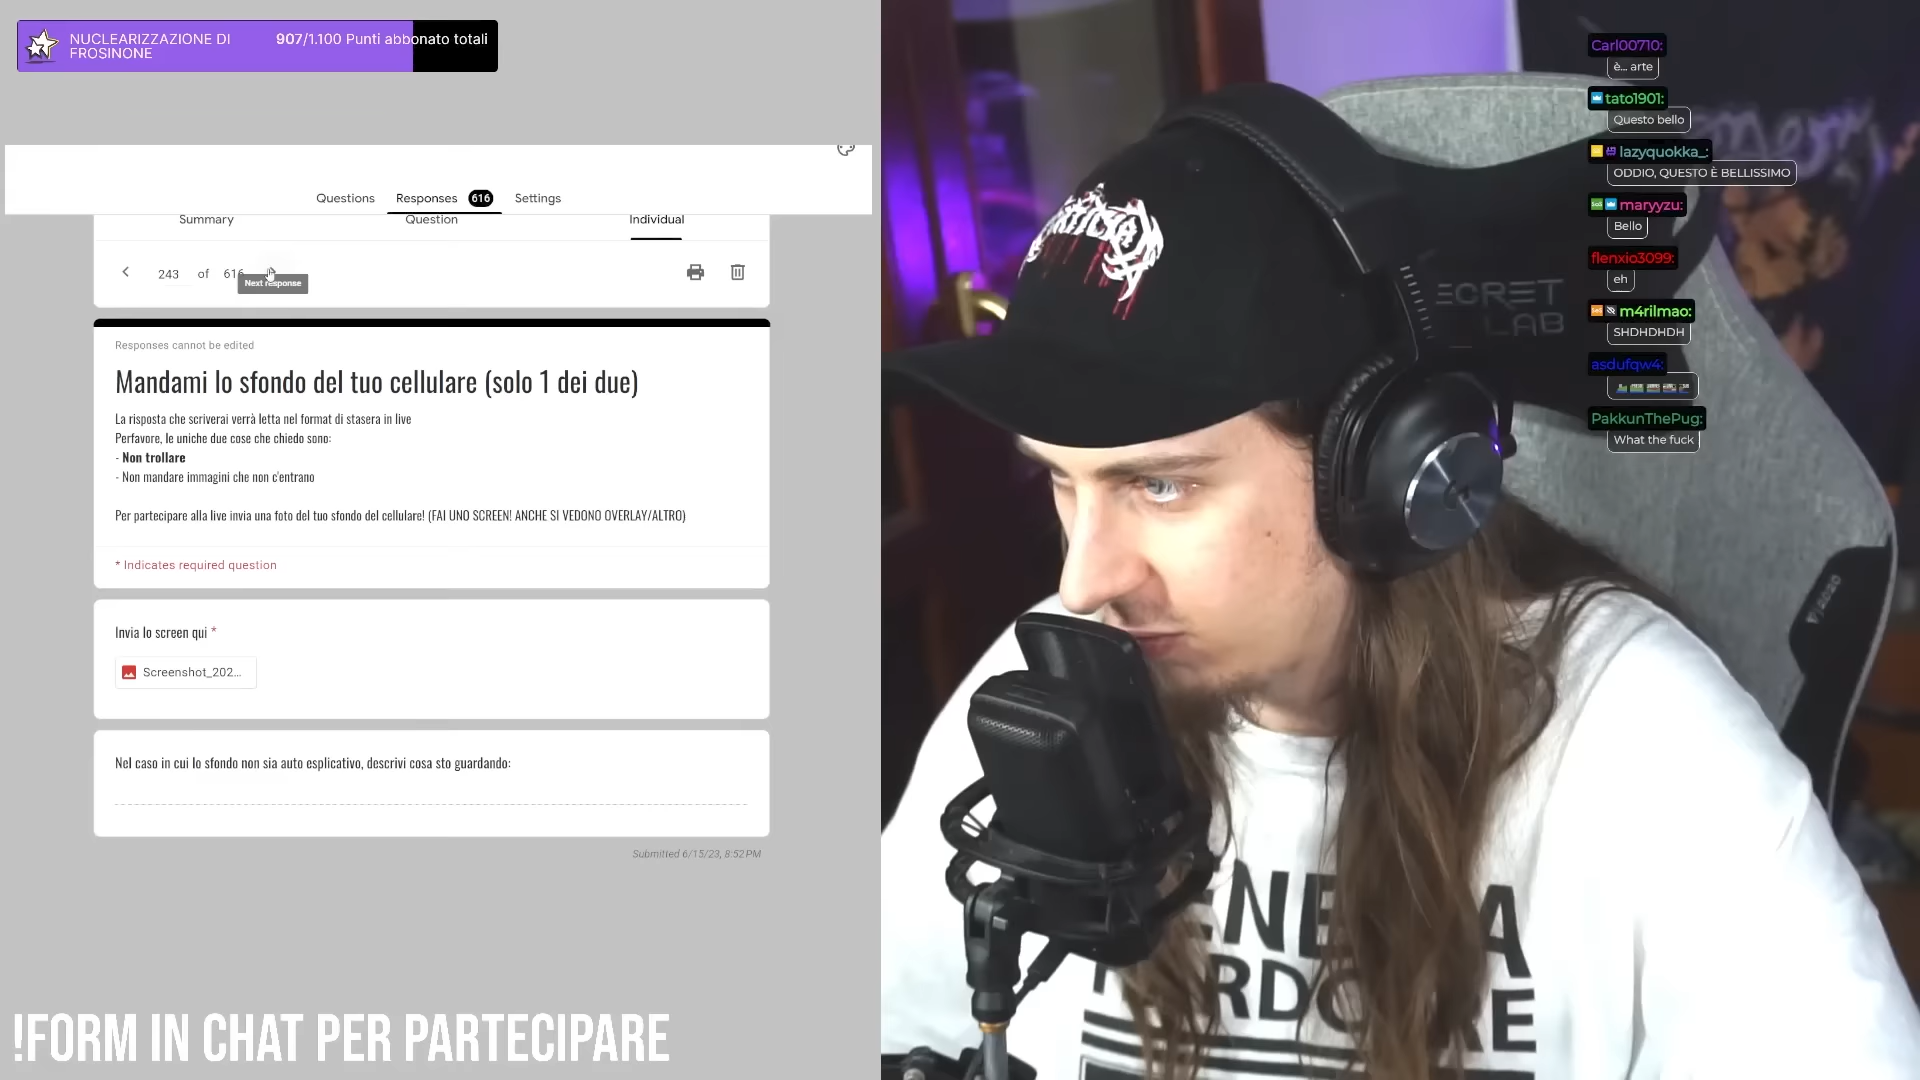 NUCLEARIZZAZIONE DI
FROSINONE
907/1.100 Punti abbonato totali
Questions
Responses
616
Settings
Summary
Question
Individual
243 of 616
Next response
Responses cannot be edited
Mandami lo sfondo del tuo cellulare (solo 1 dei due)
La risposta che scriverai verrà letta nel format di stasera in live
Perfavore, le uniche due cose che chiedo sono:
- Non trollare
- Non mandare immagini che non c'entrano
Per partecipare alla live invia una foto del tuo sfondo del cellulare! (FAI UNO SCREEN! ANCHE SI VEDONO OVERLAY/ALTRO)
* Indicates required question
Invia lo screen qui *
Screenshot_202...
Nel caso in cui lo sfondo non sia auto esplicativo, descrivi cosa sto guardando:
Submitted 6/15/23, 8:52 PM
!FORM IN CHAT PER PARTECIPARE
Carl00710:
è... arte
tato1901:
Questo bello
lazyquokka_:
ODDIO, QUESTO È BELLISSIMO
maryyzu:
Bello
flenxio3099:
eh
m4rilmao:
SHDHDHDH
asdufqw4:
PakkunThePug:
What the fuck
ECRET
LAB